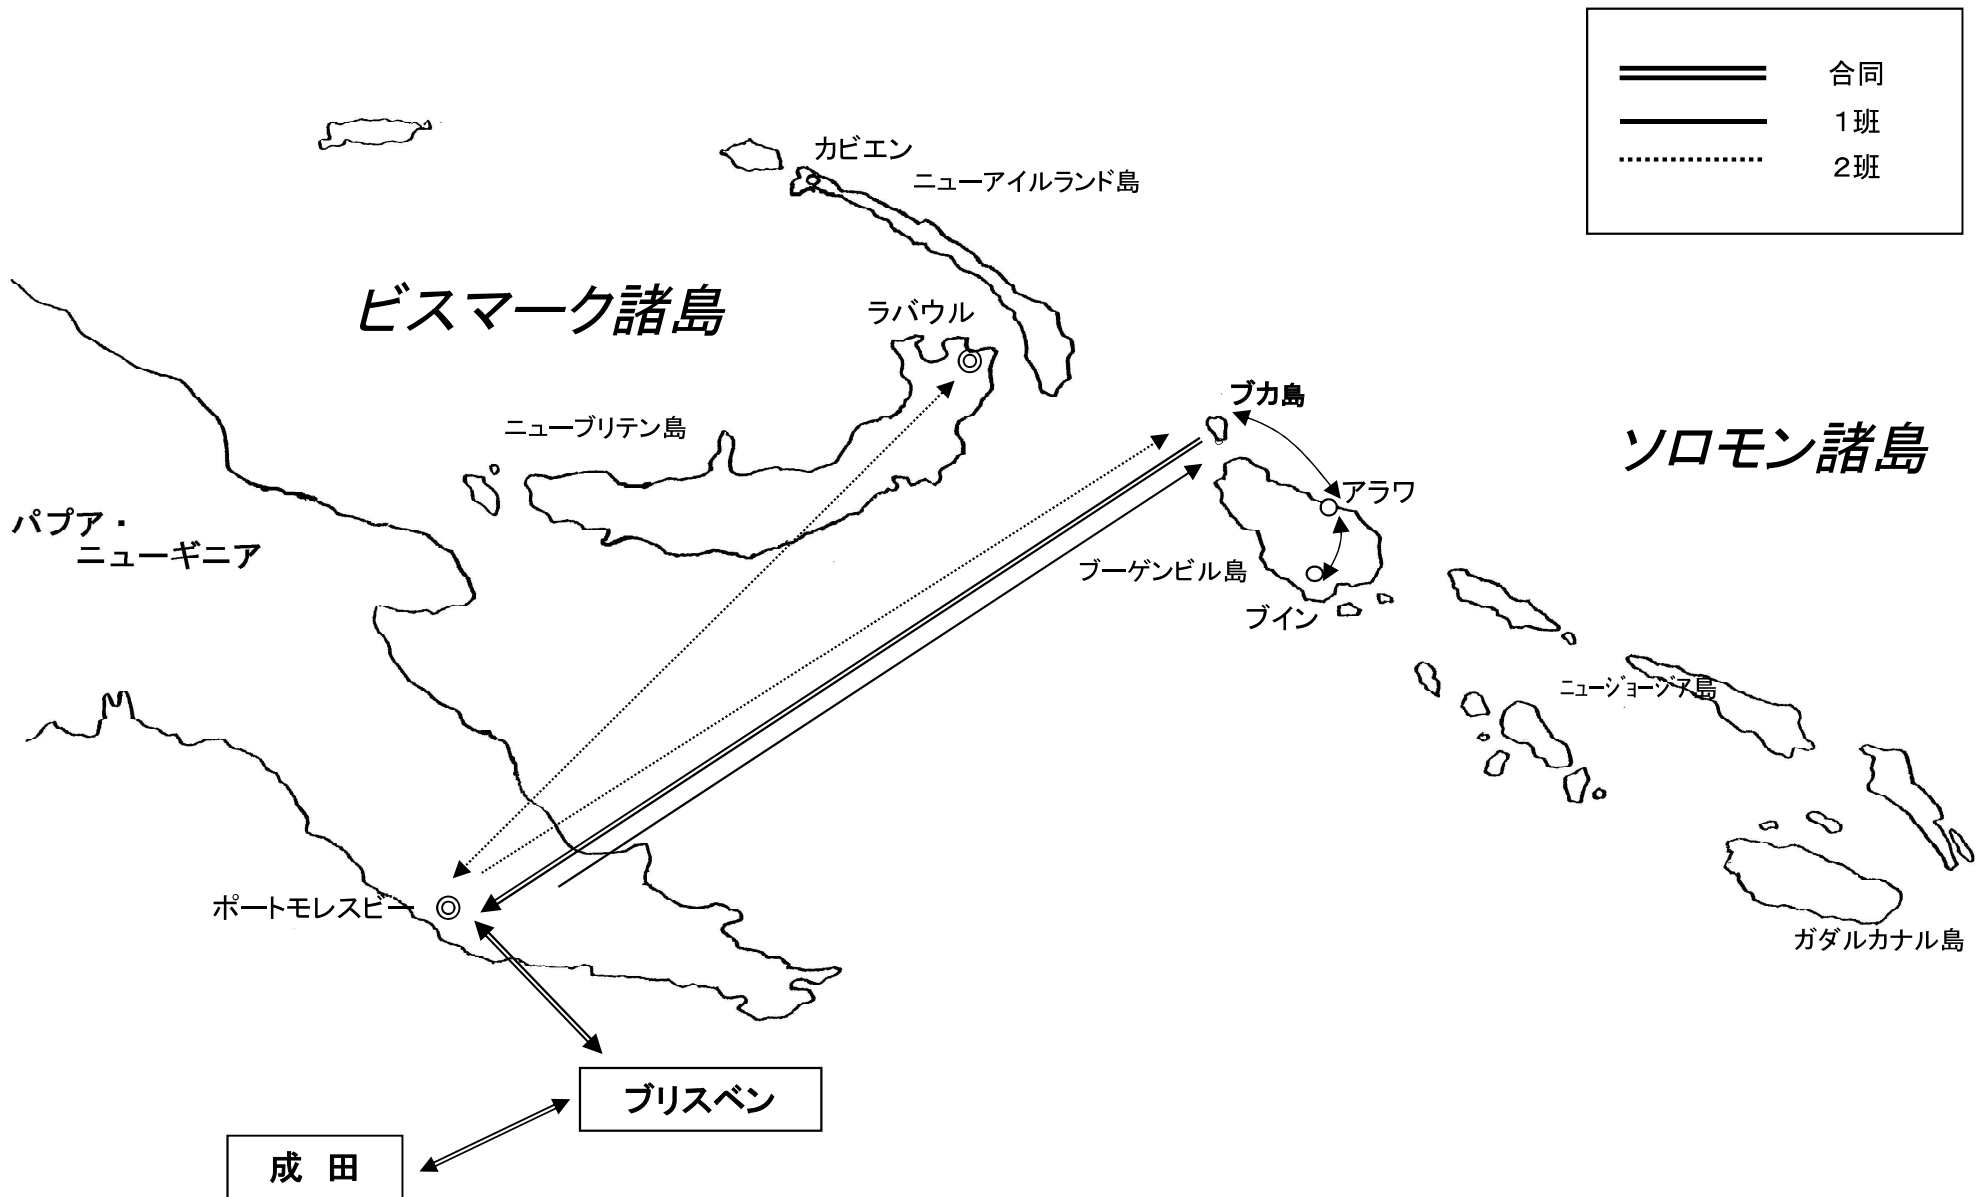 合同
1班
2班
カビエン
ニューアイルランド島
ビスマーク諸島
ラバウル
ブカ島
ニューブリテン島
ソロモン諸島
アラワ
パプア・
ニューギニア
ブーゲンビル島
ブイン
ニュージョージア島
ポートモレスビー
ガダルカナル島
ブリスベン
成 田